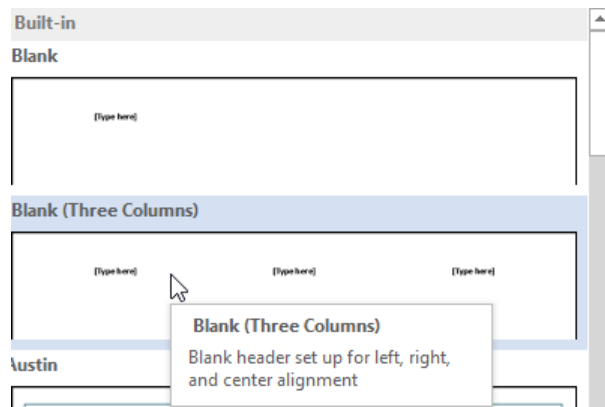 Built-in
Blank
[Type here]
Blank (Three Columns)
[Type here] [Type here] [Type here]
Blank (Three Columns)
Blank header set up for left, right,
and center alignment
Austin